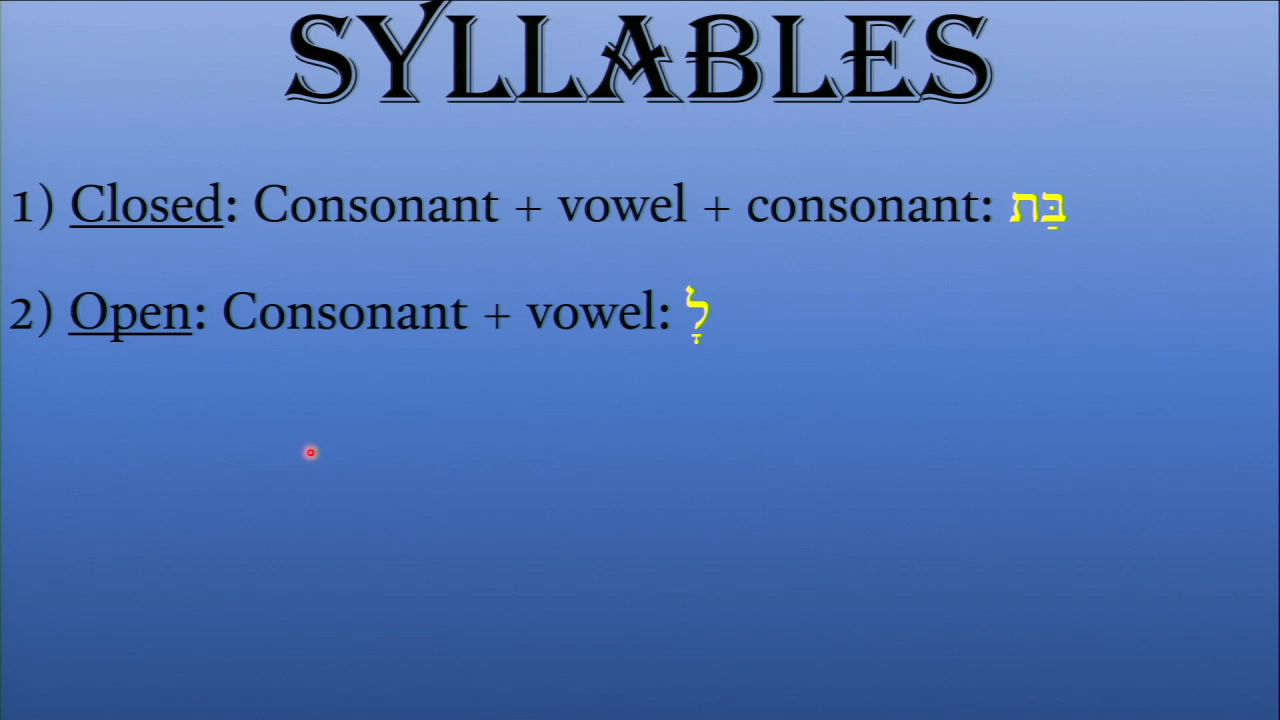 SYLLABLES
1) Closed: Consonant + vowel + consonant: בַּת
2) Open: Consonant + vowel: לָ